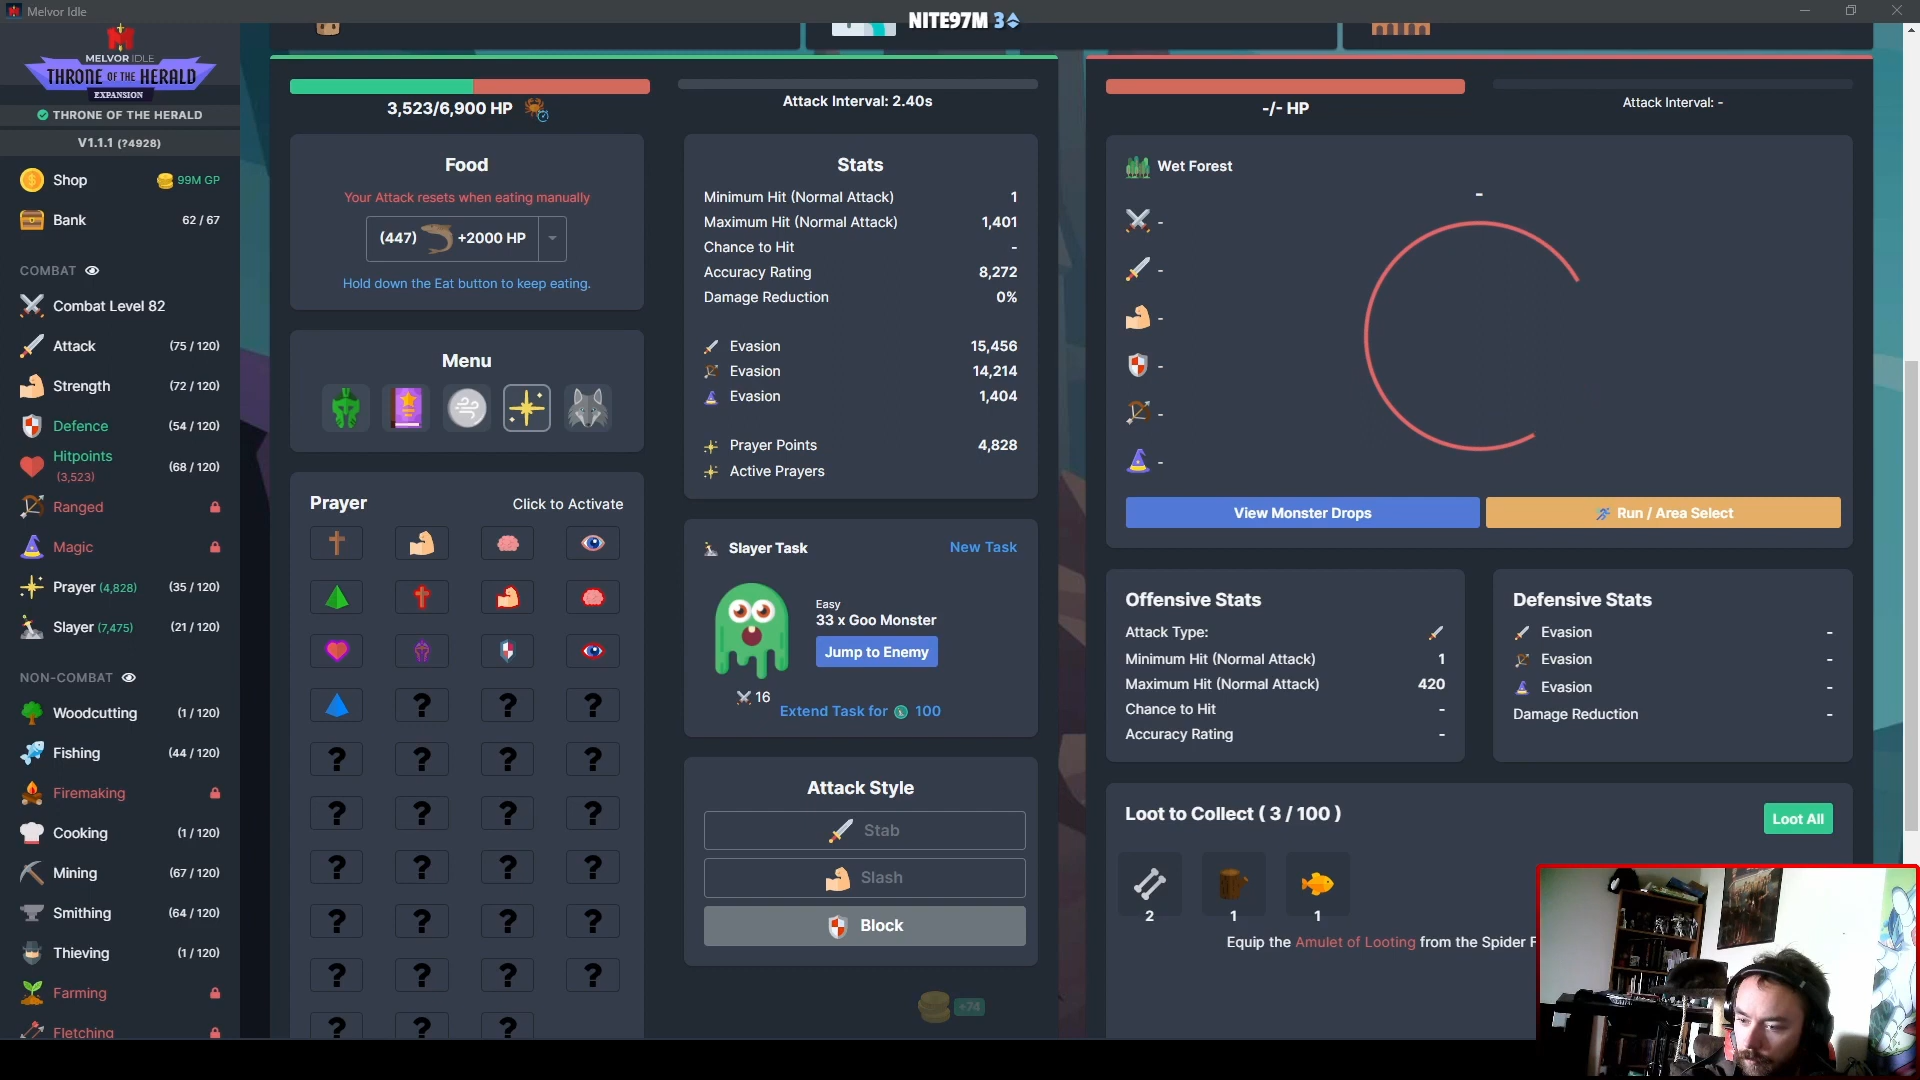 Melvor Idle
NITE97M 3
MELVOR IDLE
THRONE OF THE HERALD
EXPANSION
THRONE OF THE HERALD
V1.1.1 (?4928)
Shop
99M GP
Bank
62 / 67
COMBAT
Combat Level 82
Attack
(75 / 120)
Strength
(72 / 120)
Defence
(54 / 120)
Hitpoints
(3,523)
(68 / 120)
Ranged
Magic
Prayer (4,828)
(35 / 120)
Slayer (7,475)
(21 / 120)
NON-COMBAT
Woodcutting
(1 / 120)
Fishing
(44 / 120)
Firemaking
Cooking
(1 / 120)
Mining
(67 / 120)
Smithing
(64 / 120)
Thieving
(1 / 120)
Farming
Fletching
3,523/6,900 HP
Attack Interval: 2.40s
Food
Your Attack resets when eating manually
(447) +2000 HP
Hold down the Eat button to keep eating.
Menu
Prayer
Click to Activate
? ? ?
? ? ? ?
? ? ? ?
? ? ? ?
? ? ? ?
? ? ? ?
? ? ?
Stats
Minimum Hit (Normal Attack)
1
Maximum Hit (Normal Attack)
1,401
Chance to Hit
-
Accuracy Rating
8,272
Damage Reduction
0%
Evasion
15,456
Evasion
14,214
Evasion
1,404
Prayer Points
4,828
Active Prayers
Slayer Task
New Task
Easy
33 x Goo Monster
Jump to Enemy
16
Extend Task for 100
Attack Style
Stab
Slash
Block
+74
-/- HP
Attack Interval: -
Wet Forest
-
-
-
-
-
-
-
View Monster Drops
Run / Area Select
Offensive Stats
Attack Type:
Minimum Hit (Normal Attack)
1
Maximum Hit (Normal Attack)
420
Chance to Hit
-
Accuracy Rating
-
Defensive Stats
Evasion
-
Evasion
-
Evasion
-
Damage Reduction
-
Loot to Collect ( 3 / 100 )
Loot All
2
1
1
Equip the Amulet of Looting from the Spider F